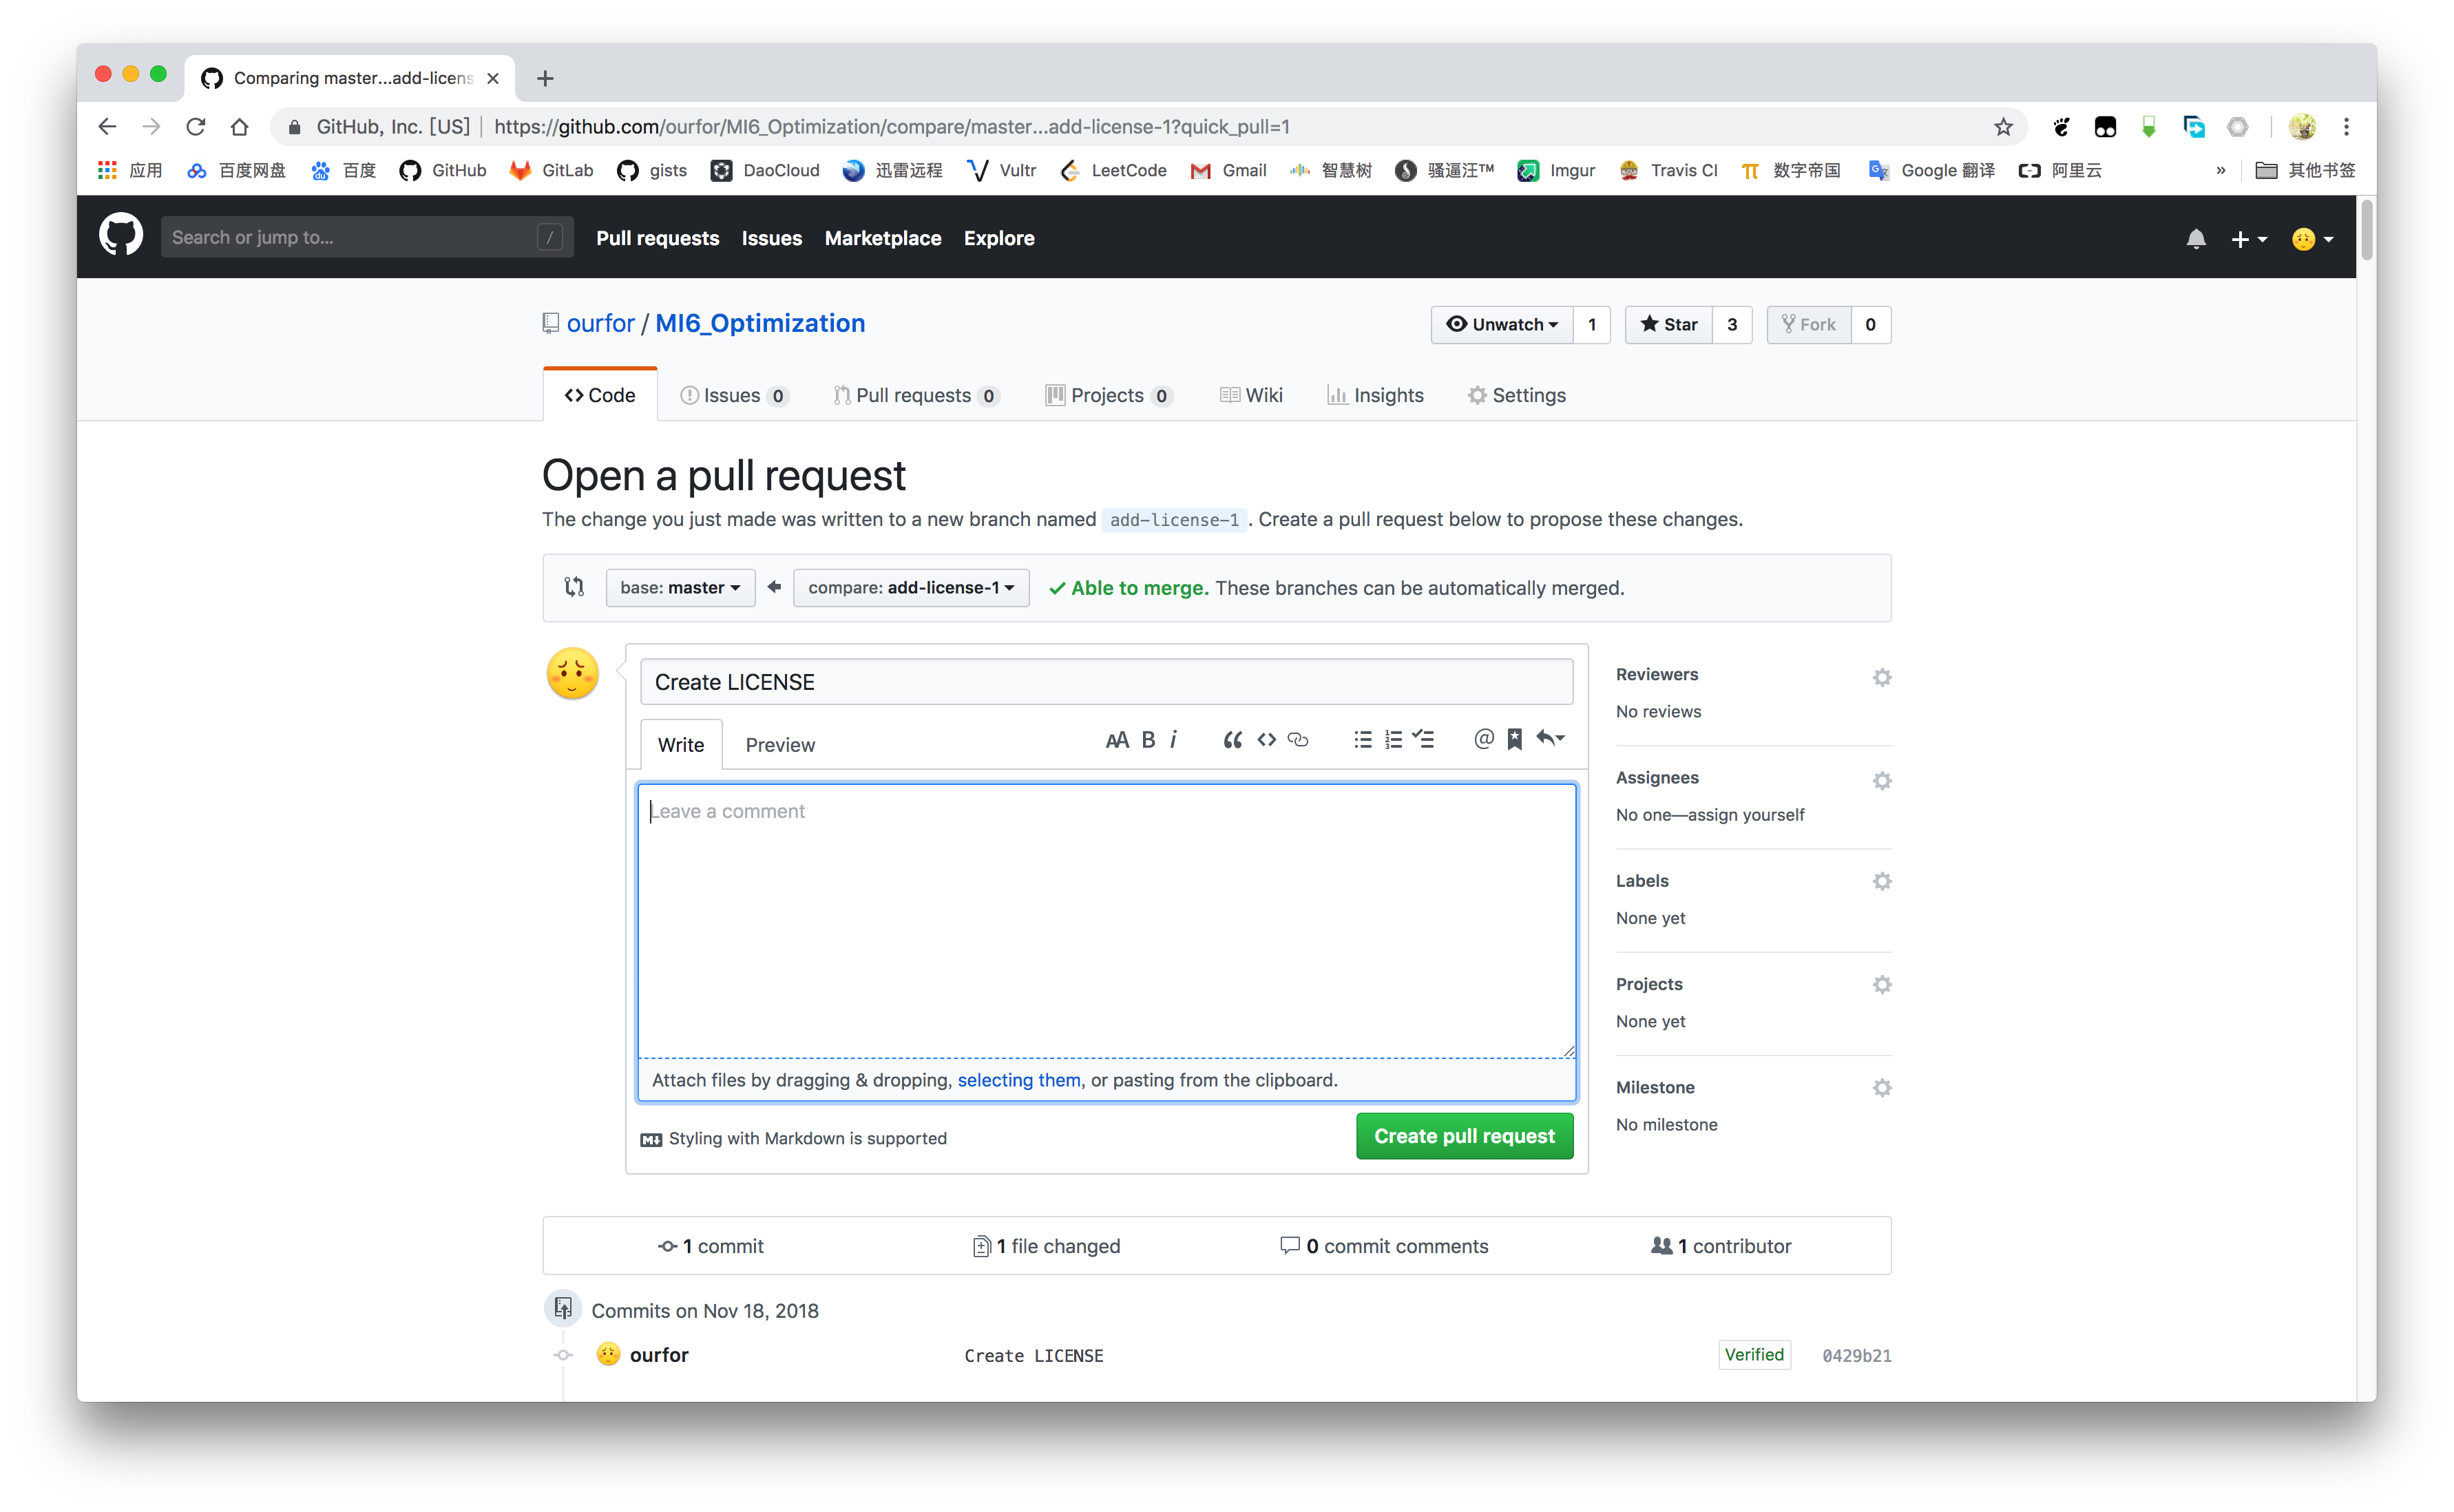 Comparing master...add-licens
GitHub, Inc. [US] https://github.com/ourfor/MI6_Optimization/compare/master...add-license-1?quick_pull=1
应用 百度网盘 百度 GitHub GitLab gists DaoCloud 迅雷远程 Vultr LeetCode Gmail 智慧树 骚逼汪™ Imgur Travis CI 数字帝国 Google 翻译 阿里云 » 其他书签
Search or jump to... / Pull requests Issues Marketplace Explore
ourfor / MI6_Optimization Unwatch 1 Star 3 Fork 0
Code Issues 0 Pull requests 0 Projects 0 Wiki Insights Settings
Open a pull request
The change you just made was written to a new branch named add-license-1. Create a pull request below to propose these changes.
base: master compare: add-license-1 Able to merge. These branches can be automatically merged.
Create LICENSE
Write Preview AA B i
Leave a comment
Attach files by dragging & dropping, selecting them, or pasting from the clipboard.
Styling with Markdown is supported Create pull request
Reviewers
No reviews
Assignees
No one—assign yourself
Labels
None yet
Projects
None yet
Milestone
No milestone
1 commit 1 file changed 0 commit comments 1 contributor
Commits on Nov 18, 2018
ourfor Create LICENSE Verified 0429b21